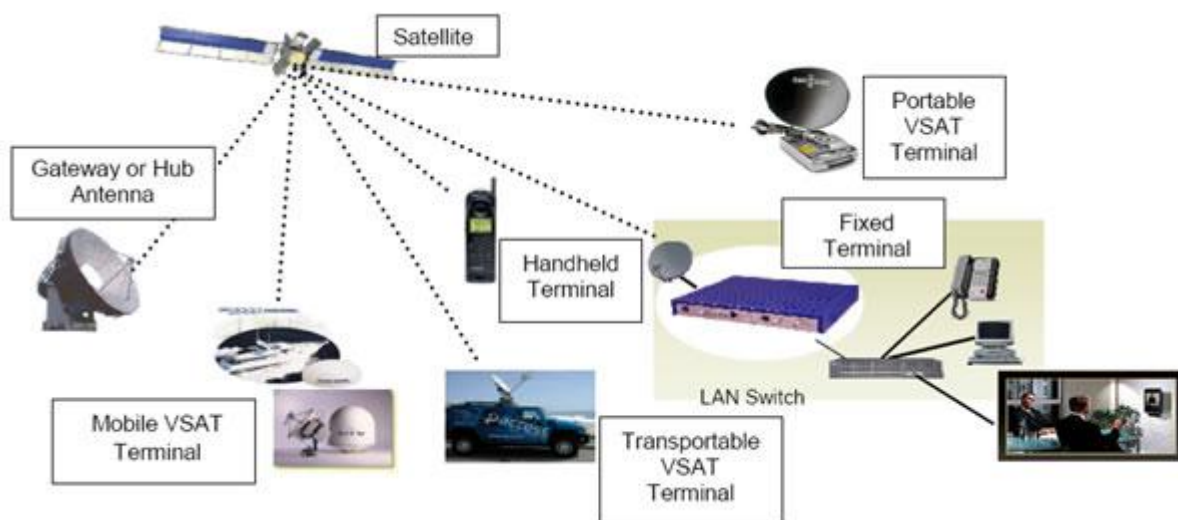 Satellite
Portable
VSAT
Terminal
Gateway or Hub
Antenna
Fixed
Terminal
Handheld
Terminal
LAN Switch
Mobile VSAT
Terminal
Transportable
VSAT
Terminal